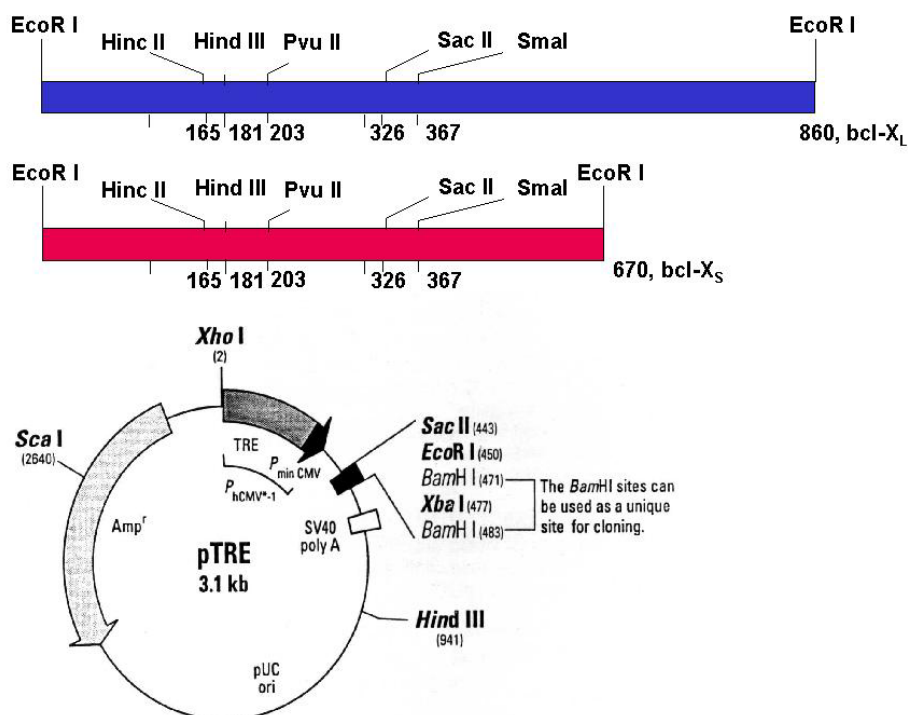 EcoR I
EcoR I
Hinc II Hind III Pvu II Sac II SmaI
165 181 203 326 367
860, bcl-XL
EcoR I
EcoR I
Hinc II Hind III Pvu II Sac II SmaI
165 181 203 326 367
670, bcl-XS
Xho I
(2)
Sca I
(2640)
TRE
Pmin CMV
PhCMV*-1
Ampr
SV40
poly A
pTRE
3.1 kb
pUC
ori
Sac II (443)
EcoR I (450)
BamH I (471)
Xba I (477)
BamH I (483)
The BamHI sites can
be used as a unique
site for cloning.
Hind III
(941)